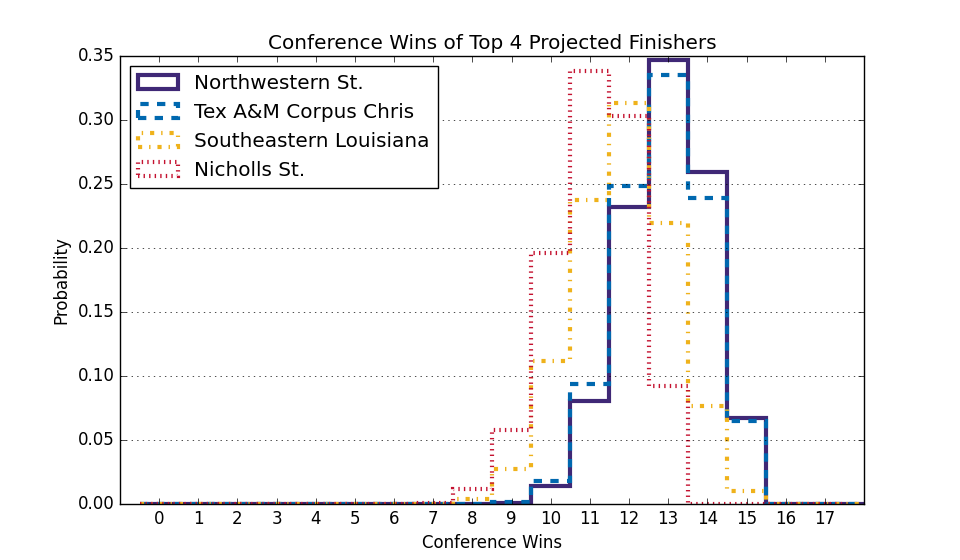 Conference Wins of Top 4 Projected Finishers
0.35
0.30
0.25
0.20
0.15
0.10
0.05
0.00
Probability
Northwestern St.
Tex A&M Corpus Chris
Southeastern Louisiana
Nicholls St.
0 1 2 3 4 5 6 7 8 9 10 11 12 13 14 15 16 17
Conference Wins